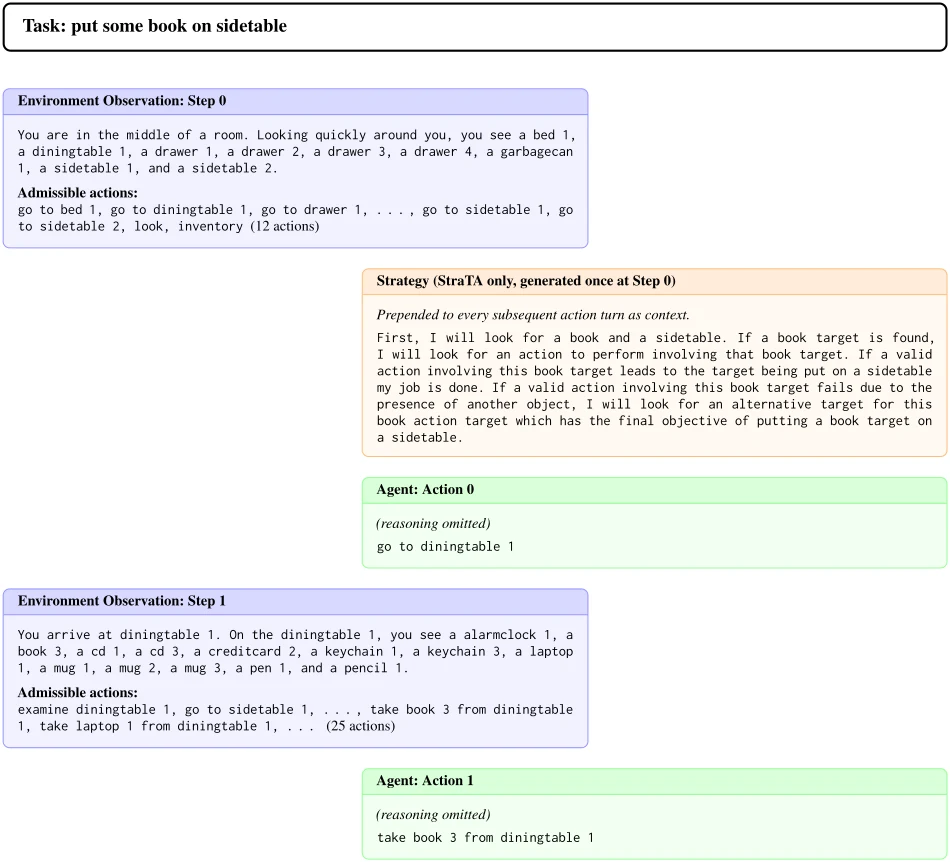 Task: put some book on sidetable
Environment Observation: Step 0
You are in the middle of a room. Looking quickly around you, you see a bed 1,
a diningtable 1, a drawer 1, a drawer 2, a drawer 3, a drawer 4, a garbagecan
1, a sidetable 1, and a sidetable 2.
Admissible actions:
go to bed 1, go to diningtable 1, go to drawer 1, ..., go to sidetable 1, go
to sidetable 2, look, inventory (12 actions)
Strategy (StraTA only, generated once at Step 0)
Prepended to every subsequent action turn as context.
First, I will look for a book and a sidetable. If a book target is found,
I will look for an action to perform involving that book target. If a valid
action involving this book target leads to the target being put on a sidetable
my job is done. If a valid action involving this book target fails due to the
presence of another object, I will look for an alternative target for this
book action target which has the final objective of putting a book target on
a sidetable.
Agent: Action 0
(reasoning omitted)
go to diningtable 1
Environment Observation: Step 1
You arrive at diningtable 1. On the diningtable 1, you see a alarmclock 1, a
book 3, a cd 1, a cd 3, a creditcard 2, a keychain 1, a keychain 3, a laptop
1, a mug 1, a mug 2, a mug 3, a pen 1, and a pencil 1.
Admissible actions:
examine diningtable 1, go to sidetable 1, ..., take book 3 from diningtable
1, take laptop 1 from diningtable 1, ... (25 actions)
Agent: Action 1
(reasoning omitted)
take book 3 from diningtable 1